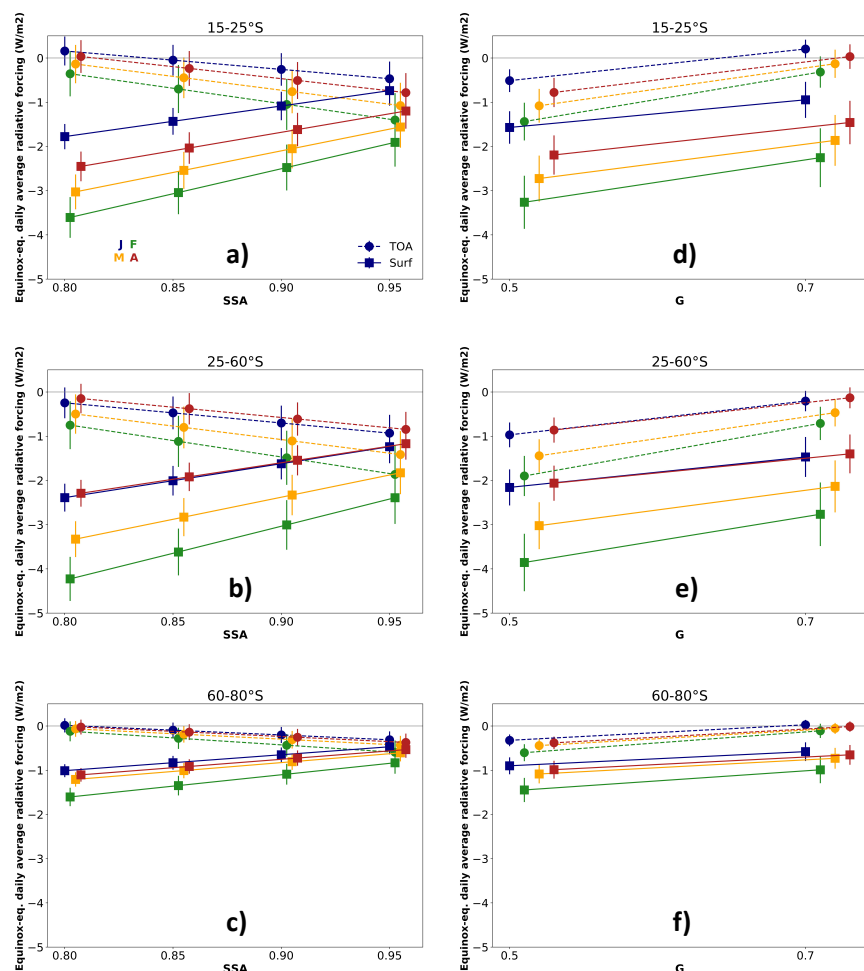 15-25°S
Equinox-eq. daily average radiative forcing (W/m2)
0
−1
−2
−3
−4
−5
J F
M A
a)
TOA
Surf
0.80 0.85 0.90 0.95
SSA
15-25°S
Equinox-eq. daily average radiative forcing (W/m2)
0
−1
−2
−3
−4
−5
d)
0.5 0.7
G
25-60°S
Equinox-eq. daily average radiative forcing (W/m2)
0
−1
−2
−3
−4
−5
b)
0.80 0.85 0.90 0.95
SSA
25-60°S
Equinox-eq. daily average radiative forcing (W/m2)
0
−1
−2
−3
−4
−5
e)
0.5 0.7
G
60-80°S
Equinox-eq. daily average radiative forcing (W/m2)
0
−1
−2
−3
−4
−5
c)
0.80 0.85 0.90 0.95
SSA
60-80°S
Equinox-eq. daily average radiative forcing (W/m2)
0
−1
−2
−3
−4
−5
f)
0.5 0.7
G